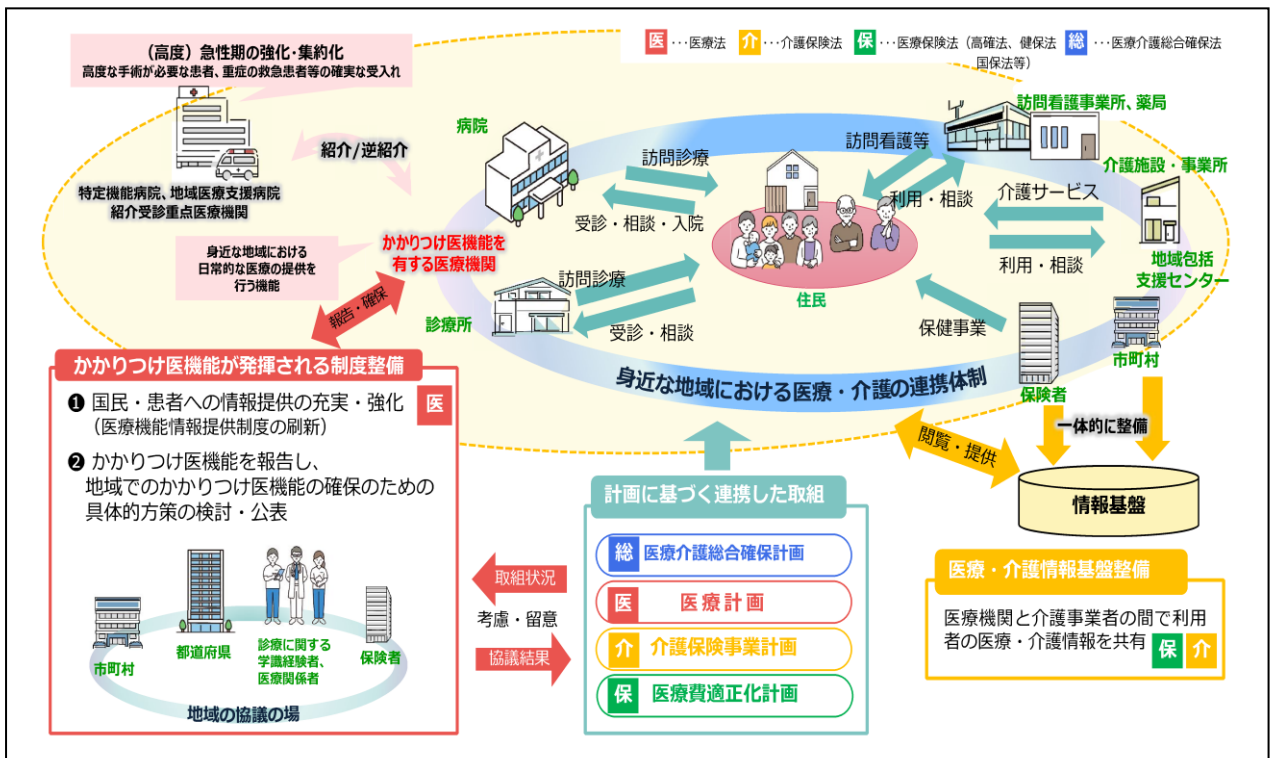 （高度）急性期の強化・集約化
高度な手術が必要な患者、重症の救急患者等の確実な受入れ
医・・・医療法 介・・・介護保険法 保・・・医療保険法（高確法、健保法
国保法等）
総・・・医療介護総合確保法
紹介/逆紹介
特定機能病院、地域医療支援病院
紹介受診重点医療機関
身近な地域における
日常的な医療の提供を
行う機能
かかりつけ医機能を
有する医療機関
病院
訪問診療
受診・相談・入院
訪問診療
診療所
受診・相談
住民
訪問看護事業所、薬局
訪問看護等
利用・相談
介護施設・事業所
介護サービス
利用・相談
地域包括
支援センター
保健事業
保険者
市町村
身近な地域における医療・介護の連携体制
報告・確保
一体的に整備
閲覧・提供
情報基盤
かかりつけ医機能が発揮される制度整備
❶ 国民・患者への情報提供の充実・強化 医
（医療機能情報提供制度の刷新）
❷ かかりつけ医機能を報告し、
地域でのかかりつけ医機能の確保のための
具体的方策の検討・公表
市町村
都道府県
診療に関する
学識経験者、
医療関係者
保険者
地域の協議の場
取組状況
考慮・留意
協議結果
計画に基づく連携した取組
総 医療介護総合確保計画
医 医療計画
介 介護保険事業計画
保 医療費適正化計画
医療・介護情報基盤整備
医療機関と介護事業者の間で利用
者の医療・介護情報を共有 保 介